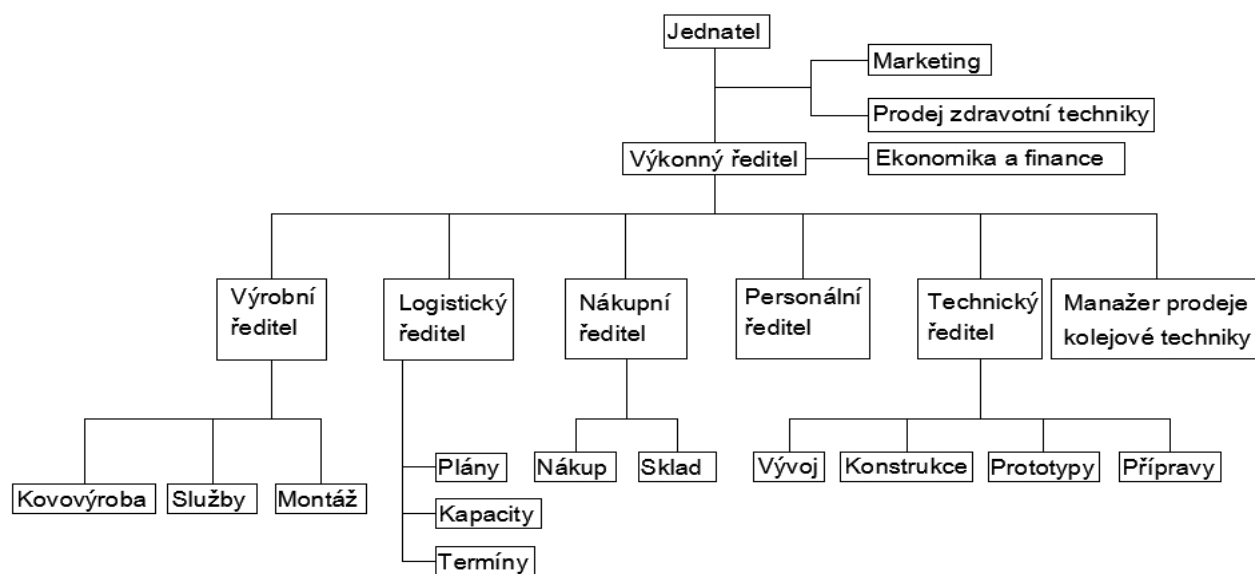 Jednatel
Marketing
Prodej zdravotní techniky
Výkonný ředitel
Ekonomika a finance
Výrobní
ředitel
Logistický
ředitel
Nákupní
ředitel
Personální
ředitel
Technický
ředitel
Manažer prodeje
kolejové techniky
Kovovýroba
Služby
Montáž
Plány
Kapacity
Termíny
Nákup
Sklad
Vývoj
Konstrukce
Prototypy
Přípravy